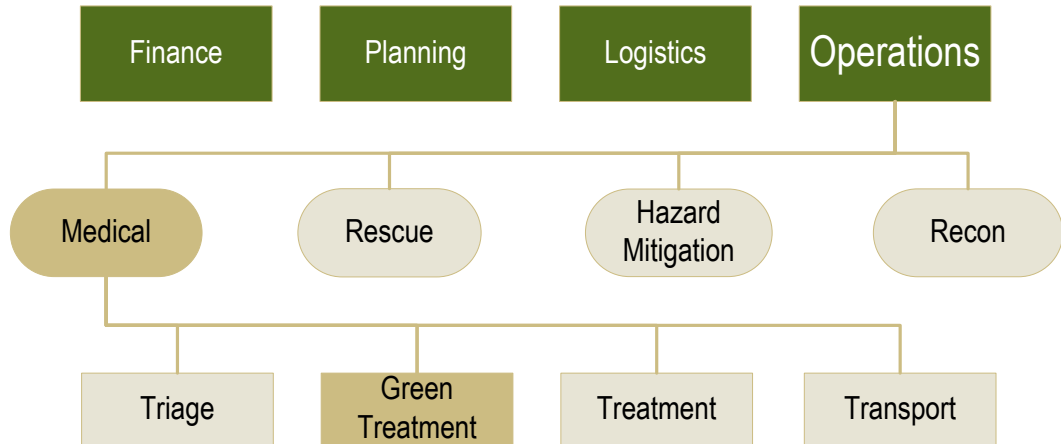 Finance
Planning
Logistics
Operations
Medical
Rescue
Hazard
Mitigation
Recon
Triage
Green
Treatment
Treatment
Transport